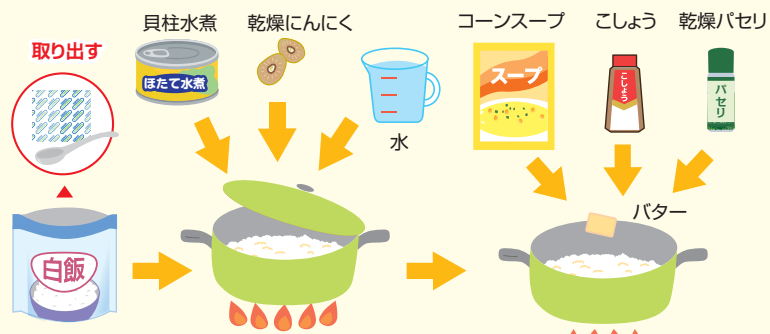 貝柱水煮
乾燥にんにく
コーンスープ
こしょう
乾燥パセリ
取り出す
ほたて水煮
スープ
こしょう
パセリ
水
バター
白飯